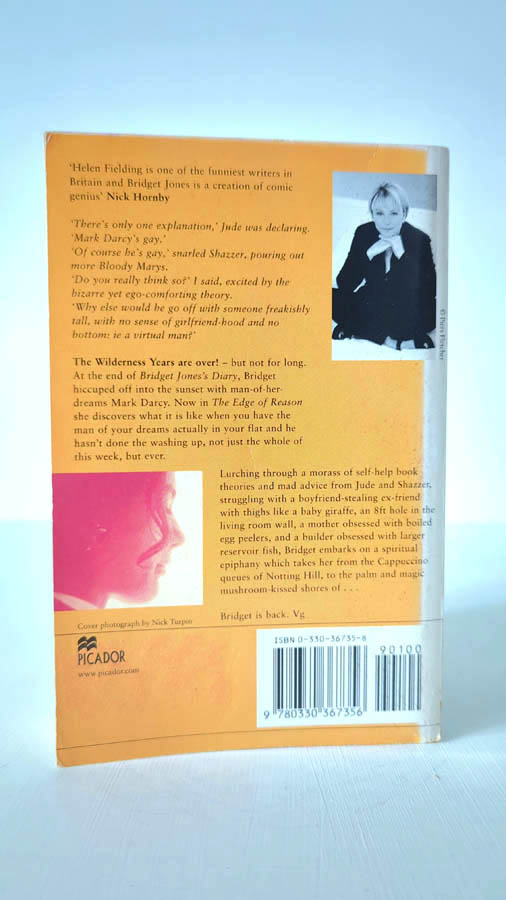 'Helen Fielding is one of the funniest writers in
Britain and Bridget Jones is a creation of comic
genius' Nick Hornby
'There's only one explanation,' Jude was declaring.
'Mark Darcy's gay.'
'Of course he's gay,' snarled Shazzer, pouring out
more Bloody Marys.
'Do you really think so?' I said, excited by the
bizarre yet ego-comforting theory.
'Why else would he go off with someone freakishly
tall, with no sense of girlfriend-hood and no
bottom: ie a virtual man?'
© Piers Fletcher
The Wilderness Years are over! – but not for long.
At the end of Bridget Jones's Diary, Bridget
hiccuped off into the sunset with man-of-her-
dreams Mark Darcy. Now in The Edge of Reason
she discovers what it is like when you have the
man of your dreams actually in your flat and he
hasn't done the washing up, not just the whole of
this week, but ever.
Lurching through a morass of self-help book
theories and mad advice from Jude and Shazzer,
struggling with a boyfriend-stealing ex-friend
with thighs like a baby giraffe, an 8ft hole in the
living room wall, a mother obsessed with boiled
egg peelers, and a builder obsessed with larger
reservoir fish, Bridget embarks on a spiritual
epiphany which takes her from the Cappuccino
queues of Notting Hill, to the palm and magic
mushroom-kissed shores of . . .
Bridget is back. Vg
Cover photograph by Nick Turpin
PICADOR
www.picador.com
ISBN 0-330-36735-8
90100
9 780330 367356